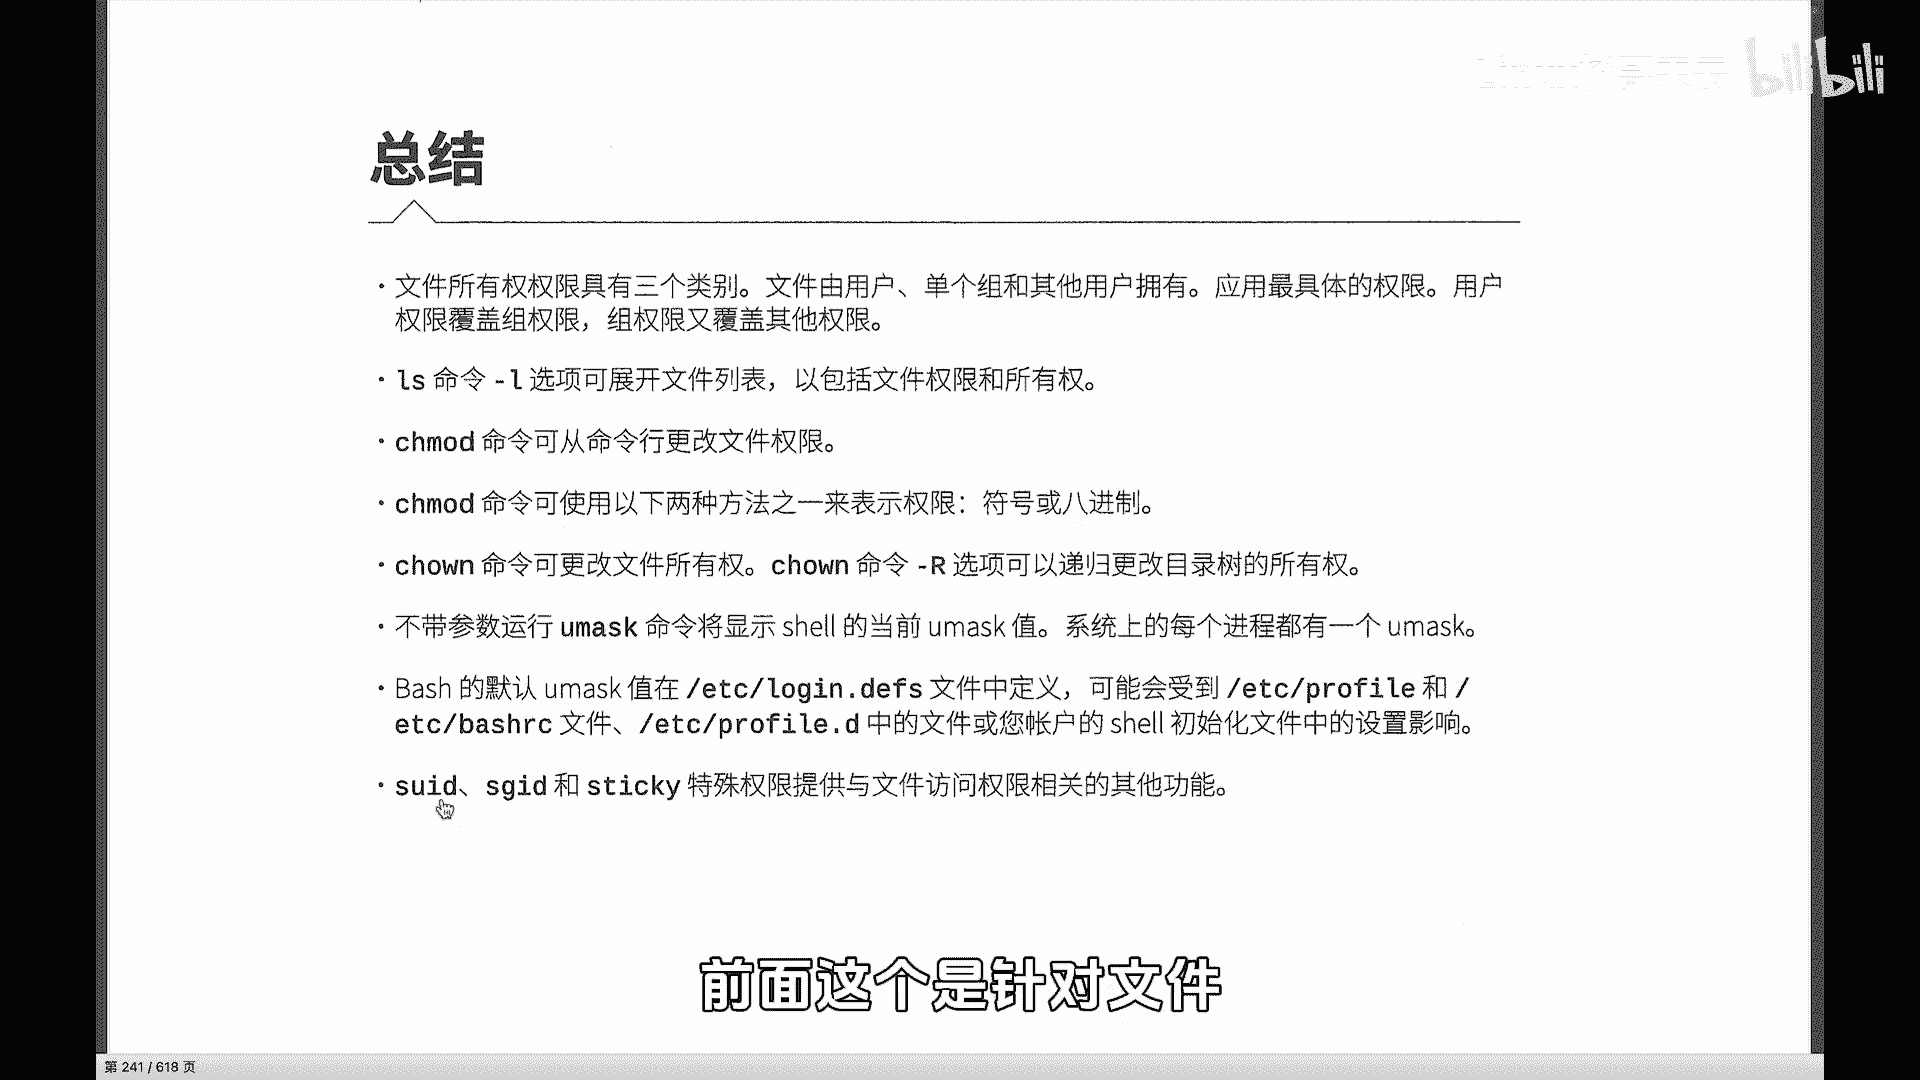 bilibili
总结
• 文件所有权权限具有三个类别。文件由用户、单个组和其他用户拥有。应用最具体的权限。用户
权限覆盖组权限，组权限又覆盖其他权限。
• ls 命令 -l 选项可展开文件列表，以包括文件权限和所有权。
• chmod 命令可从命令行更改文件权限。
• chmod 命令可使用以下两种方法之一来表示权限：符号或八进制。
• chown 命令可更改文件所有权。chown 命令 -R 选项可以递归更改目录树的所有权。
• 不带参数运行 umask 命令将显示 shell 的当前 umask 值。系统上的每个进程都有一个 umask。
• Bash 的默认 umask 值在 /etc/login.defs 文件中定义，可能会受到 /etc/profile 和 /
etc/bashrc 文件、/etc/profile.d 中的文件或您帐户的 shell 初始化文件中的设置影响。
• suid、sgid 和 sticky 特殊权限提供与文件访问权限相关的其他功能。
前面这个是针对文件
第 241 / 618 页